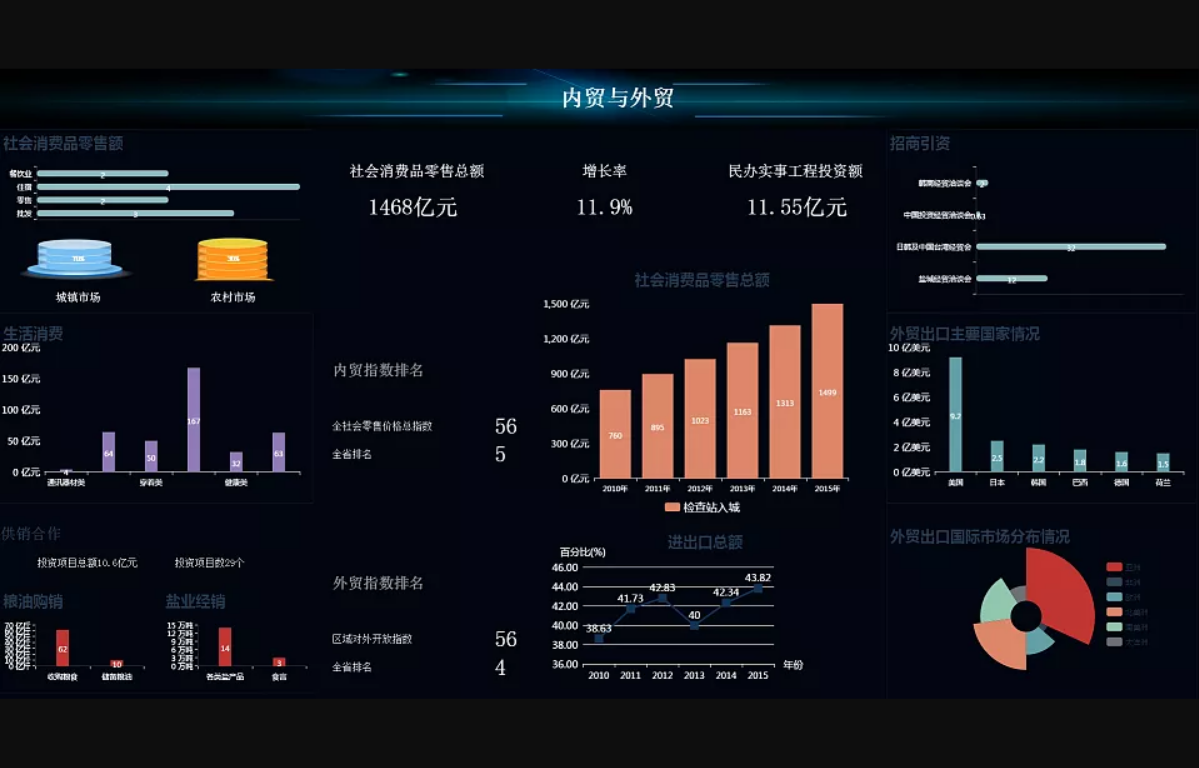 内贸与外贸
社会消费品零售额
餐饮业
2
住宿
4
零售
2
批发
3
70%
30%
城镇市场
农村市场
生活消费
200 亿元
150 亿元
100 亿元
50 亿元
0 亿元
4
64
50
167
32
63
通讯器材类
穿着类
健康类
供销合作
投资项目总额10.6亿元
投资项目数29个
粮油购销
62
10
收购粮食
储备粮油
盐业经销
15 万吨
12 万吨
9 万吨
6 万吨
3 万吨
0 万吨
14
3
各类盐产品
食言
社会消费品零售总额
1468亿元
增长率
11.9%
民办实事工程投资额
11.55亿元
内贸指数排名
全社会零售价格总指数
56
全省排名
5
社会消费品零售总额
1,500 亿元
1,200 亿元
900 亿元
600 亿元
300 亿元
0 亿元
760
895
1023
1163
1313
1499
2010年
2011年
2012年
2013年
2014年
2015年
检查站入城
外贸指数排名
区域对外开放指数
56
全省排名
4
进出口总额
百分比(%)
46.00
44.00
42.00
40.00
38.00
36.00
38.63
41.73
42.83
40
42.34
43.82
2010
2011
2012
2013
2014
2015
年份
招商引资
韩商经贸洽谈会
中国投资经贸洽谈会
日韩及中国台湾经贸会
32
盐城经贸洽谈会
12
外贸出口主要国家情况
10 亿美元
8 亿美元
6 亿美元
4 亿美元
2 亿美元
0 亿美元
9.2
2.5
2.2
1.8
1.6
1.5
美国
日本
韩国
巴西
德国
荷兰
外贸出口国际市场分布情况